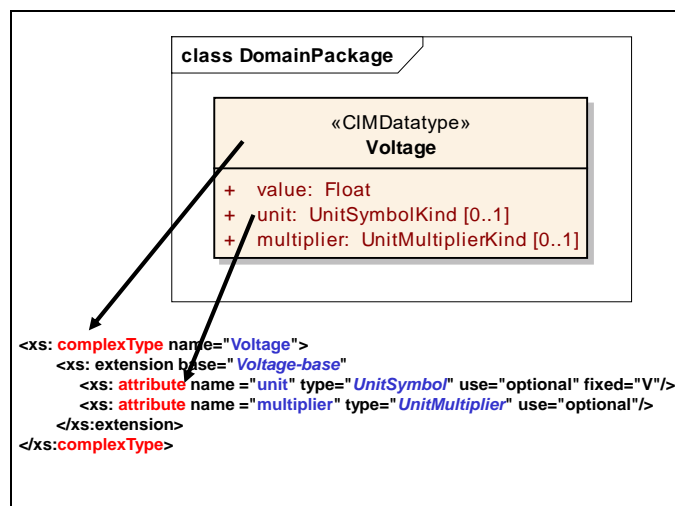 class DomainPackage
«CIMDatatype»
Voltage
+ value: Float
+ unit: UnitSymbolKind [0..1]
+ multiplier: UnitMultiplierKind [0..1]
<xs: complexType name="Voltage">
<xs: extension base="Voltage-base"
<xs: attribute name ="unit" type="UnitSymbol" use="optional" fixed="V"/>
<xs: attribute name ="multiplier" type="UnitMultiplier" use="optional"/>
</xs:extension>
</xs:complexType>